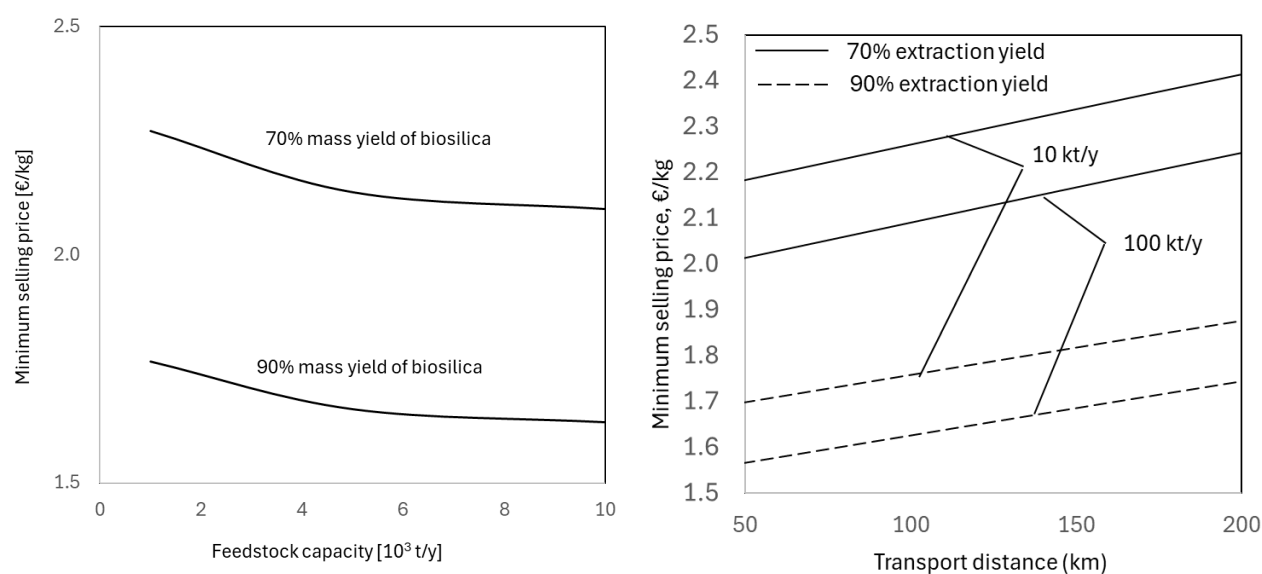 2.5
2.0
1.5
Minimum selling price [€/kg]
70% mass yield of biosilica
90% mass yield of biosilica
0 2 4 6 8 10
Feedstock capacity [10³ t/y]
2.5
2.4
2.3
2.2
2.1
2.0
1.9
1.8
1.7
1.6
1.5
Minimum selling price, €/kg
70% extraction yield
90% extraction yield
10 kt/y
100 kt/y
50 100 150 200
Transport distance (km)